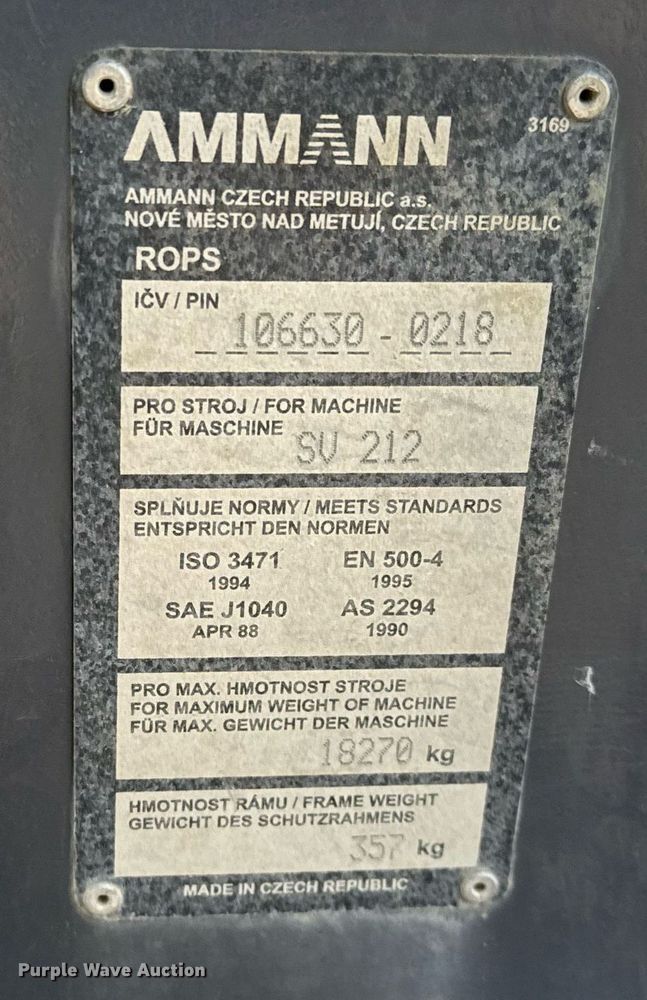 AMMANN
3169
AMMANN CZECH REPUBLIC a.s.
NOVÉ MĚSTO NAD METUJÍ, CZECH REPUBLIC
ROPS
IČV / PIN
106630 - 0218
PRO STROJ / FOR MACHINE
FÜR MASCHINE
SV 212
SPLŇUJE NORMY / MEETS STANDARDS
ENTSPRICHT DEN NORMEN
ISO 3471 EN 500-4
1994 1995
SAE J1040 AS 2294
APR 88 1990
PRO MAX. HMOTNOST STROJE
FOR MAXIMUM WEIGHT OF MACHINE
FÜR MAX. GEWICHT DER MASCHINE
18270 kg
HMOTNOST RÁMU / FRAME WEIGHT
GEWICHT DES SCHUTZRAHMENS
357 kg
MADE IN CZECH REPUBLIC
Purple Wave Auction